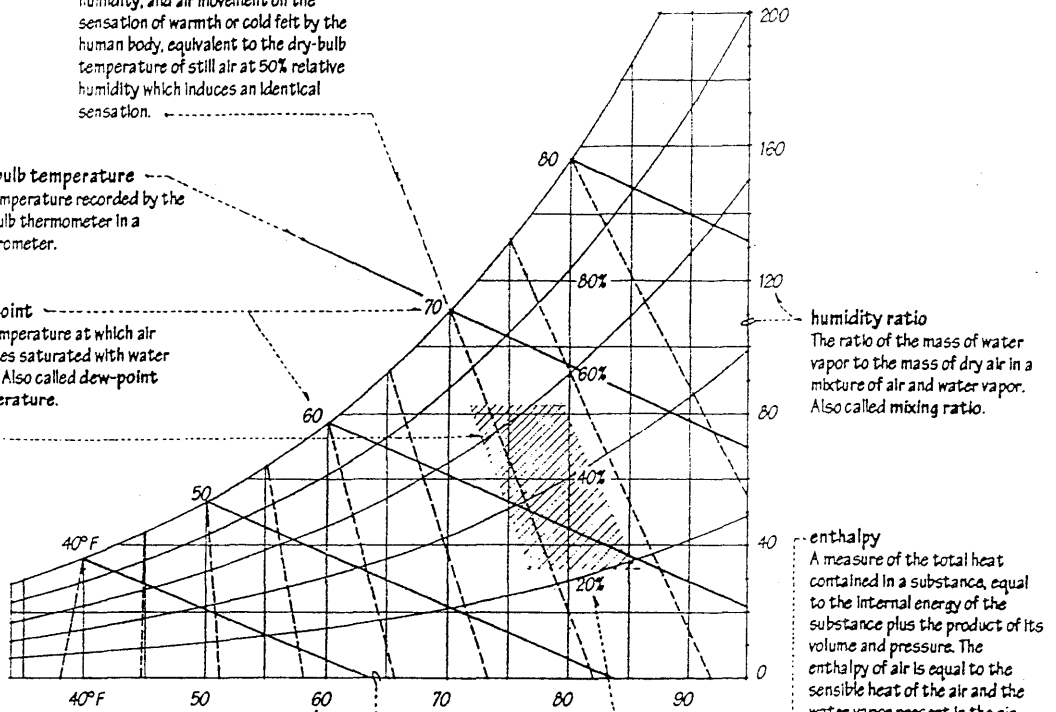 humidity, and air movement on the
sensation of warmth or cold felt by the
human body, equivalent to the dry-bulb
temperature of still air at 50% relative
humidity which induces an identical
sensation.
bulb temperature
mperature recorded by the
ulb thermometer in a
rometer.
oint
mperature at which air
es saturated with water
Also called dew-point
erature.
200
160
120
80
40
0
80
70
60
50
40°F
80%
60%
40%
20%
40°F
50
60
70
80
90
humidity ratio
The ratio of the mass of water
vapor to the mass of dry air in a
mixture of air and water vapor.
Also called mixing ratio.
enthalpy
A measure of the total heat
contained in a substance, equal
to the internal energy of the
substance plus the product of its
volume and pressure. The
enthalpy of air is equal to the
sensible heat of the air and the
water vapor present in the air